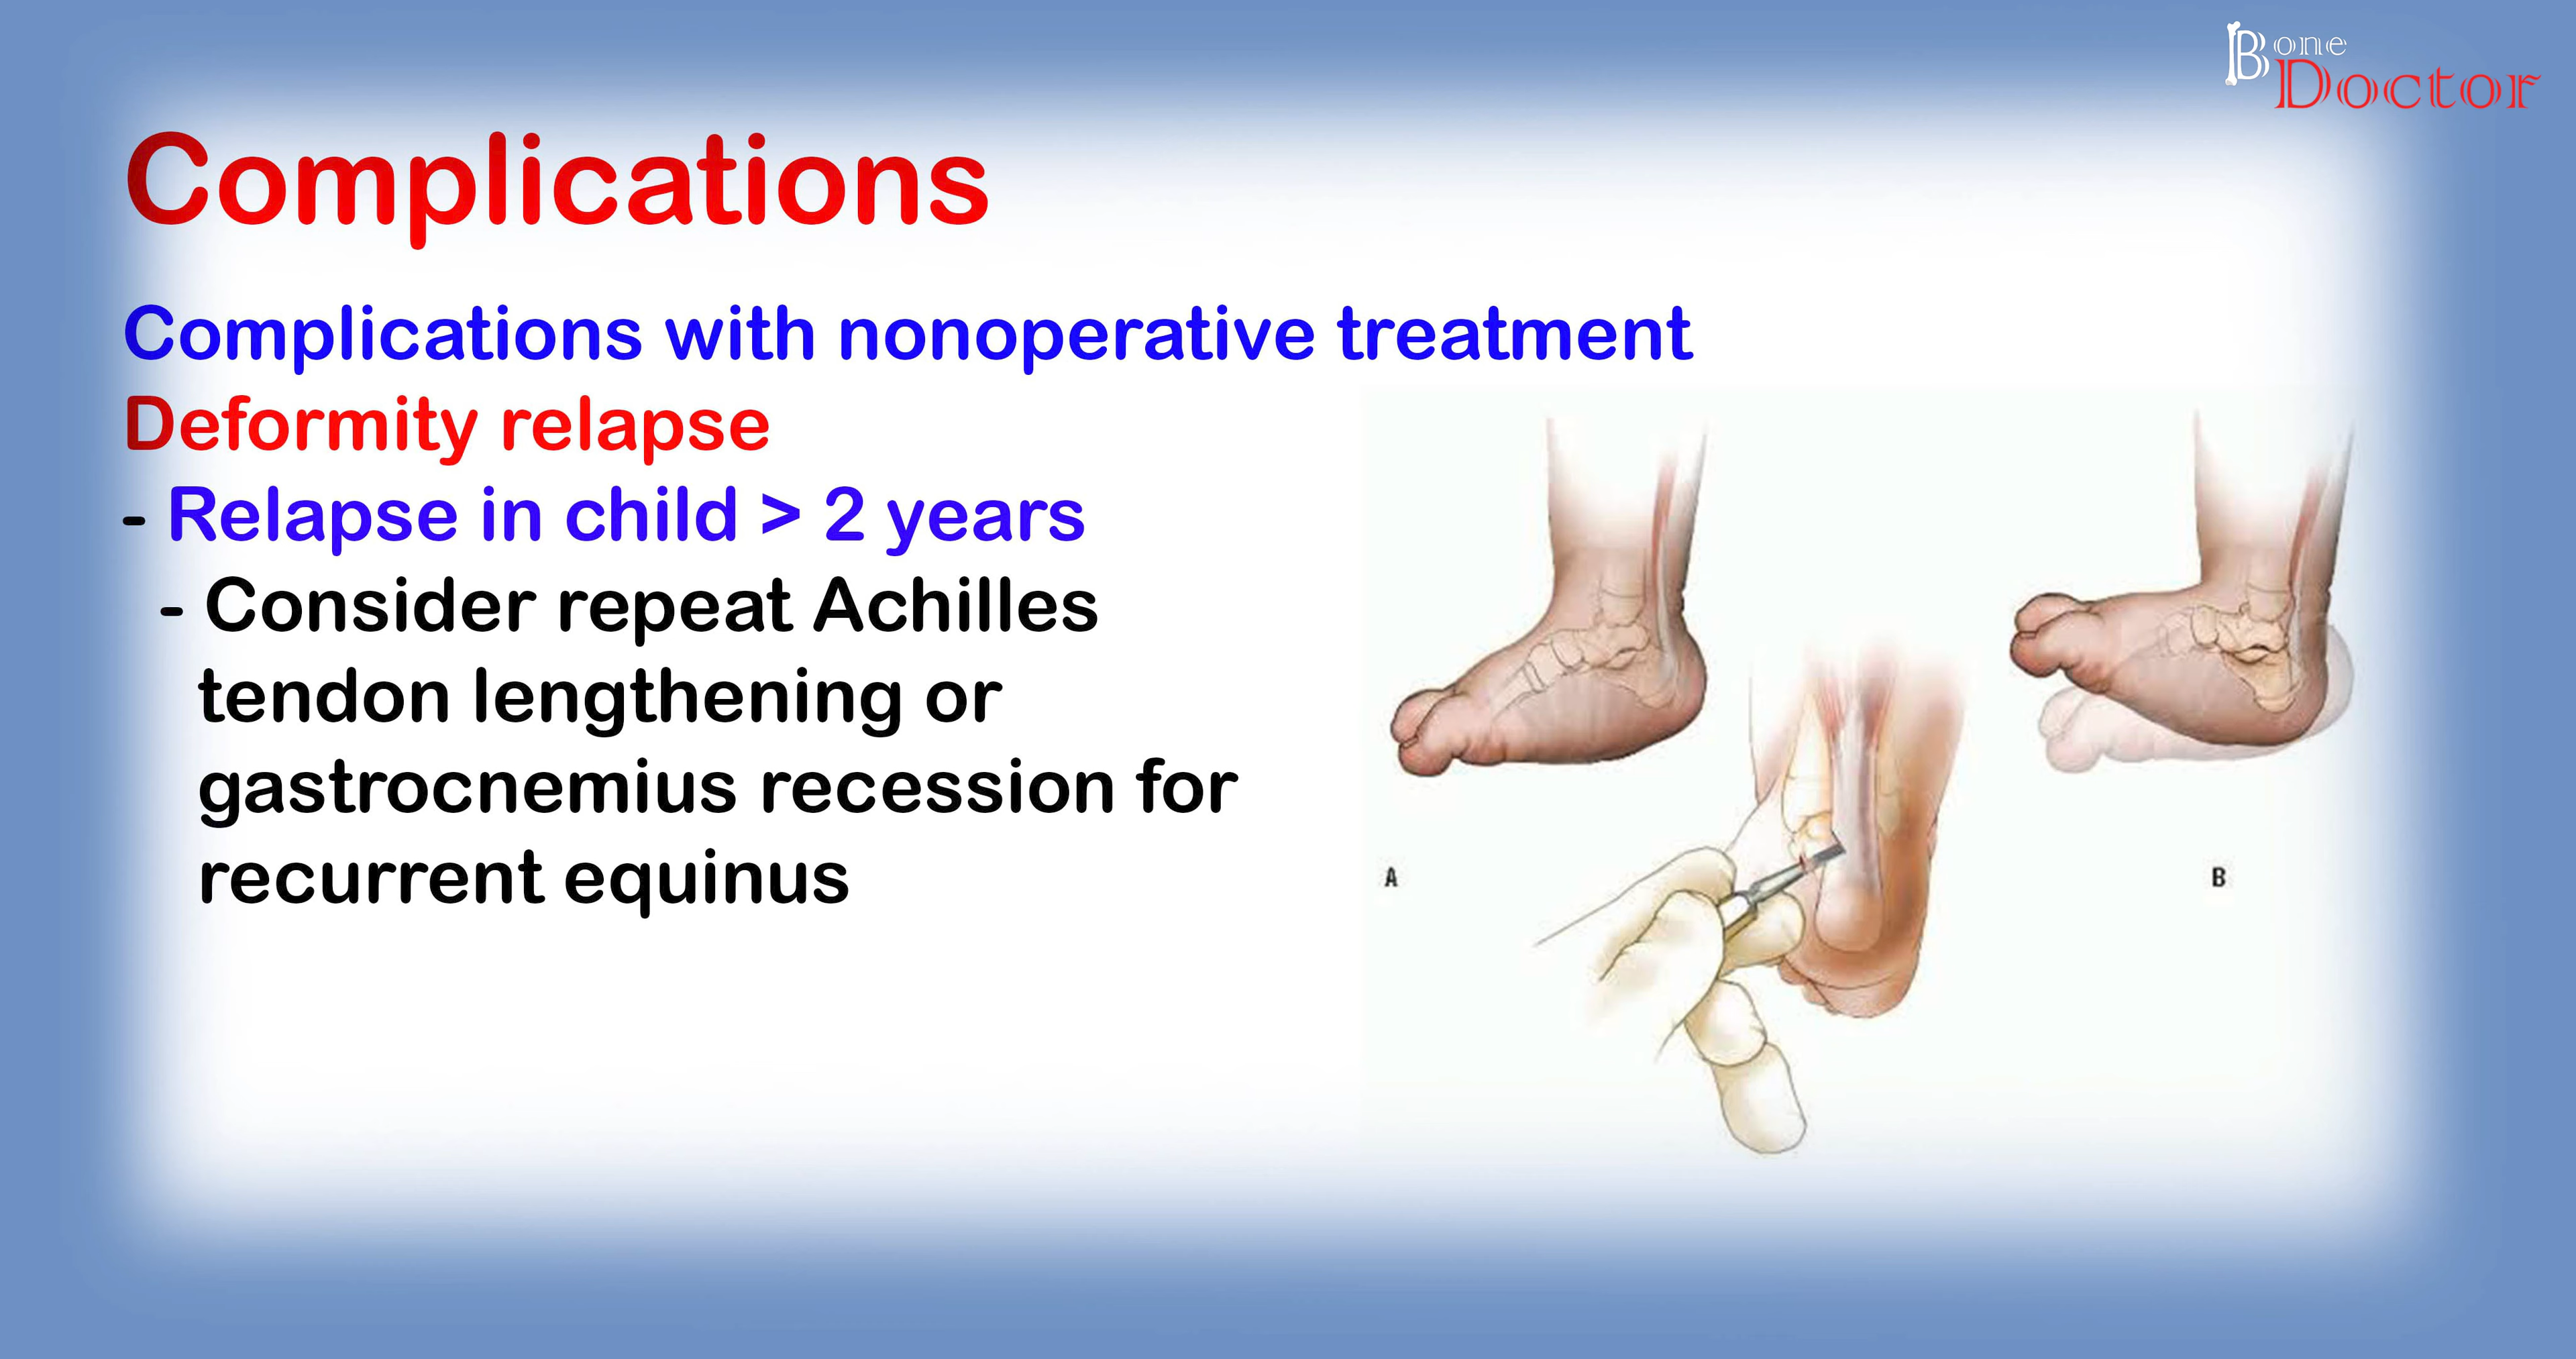 Bone
Doctor
Complications
Complications with nonoperative treatment
Deformity relapse
- Relapse in child > 2 years
- Consider repeat Achilles
tendon lengthening or
gastrocnemius recession for
recurrent equinus
A
B